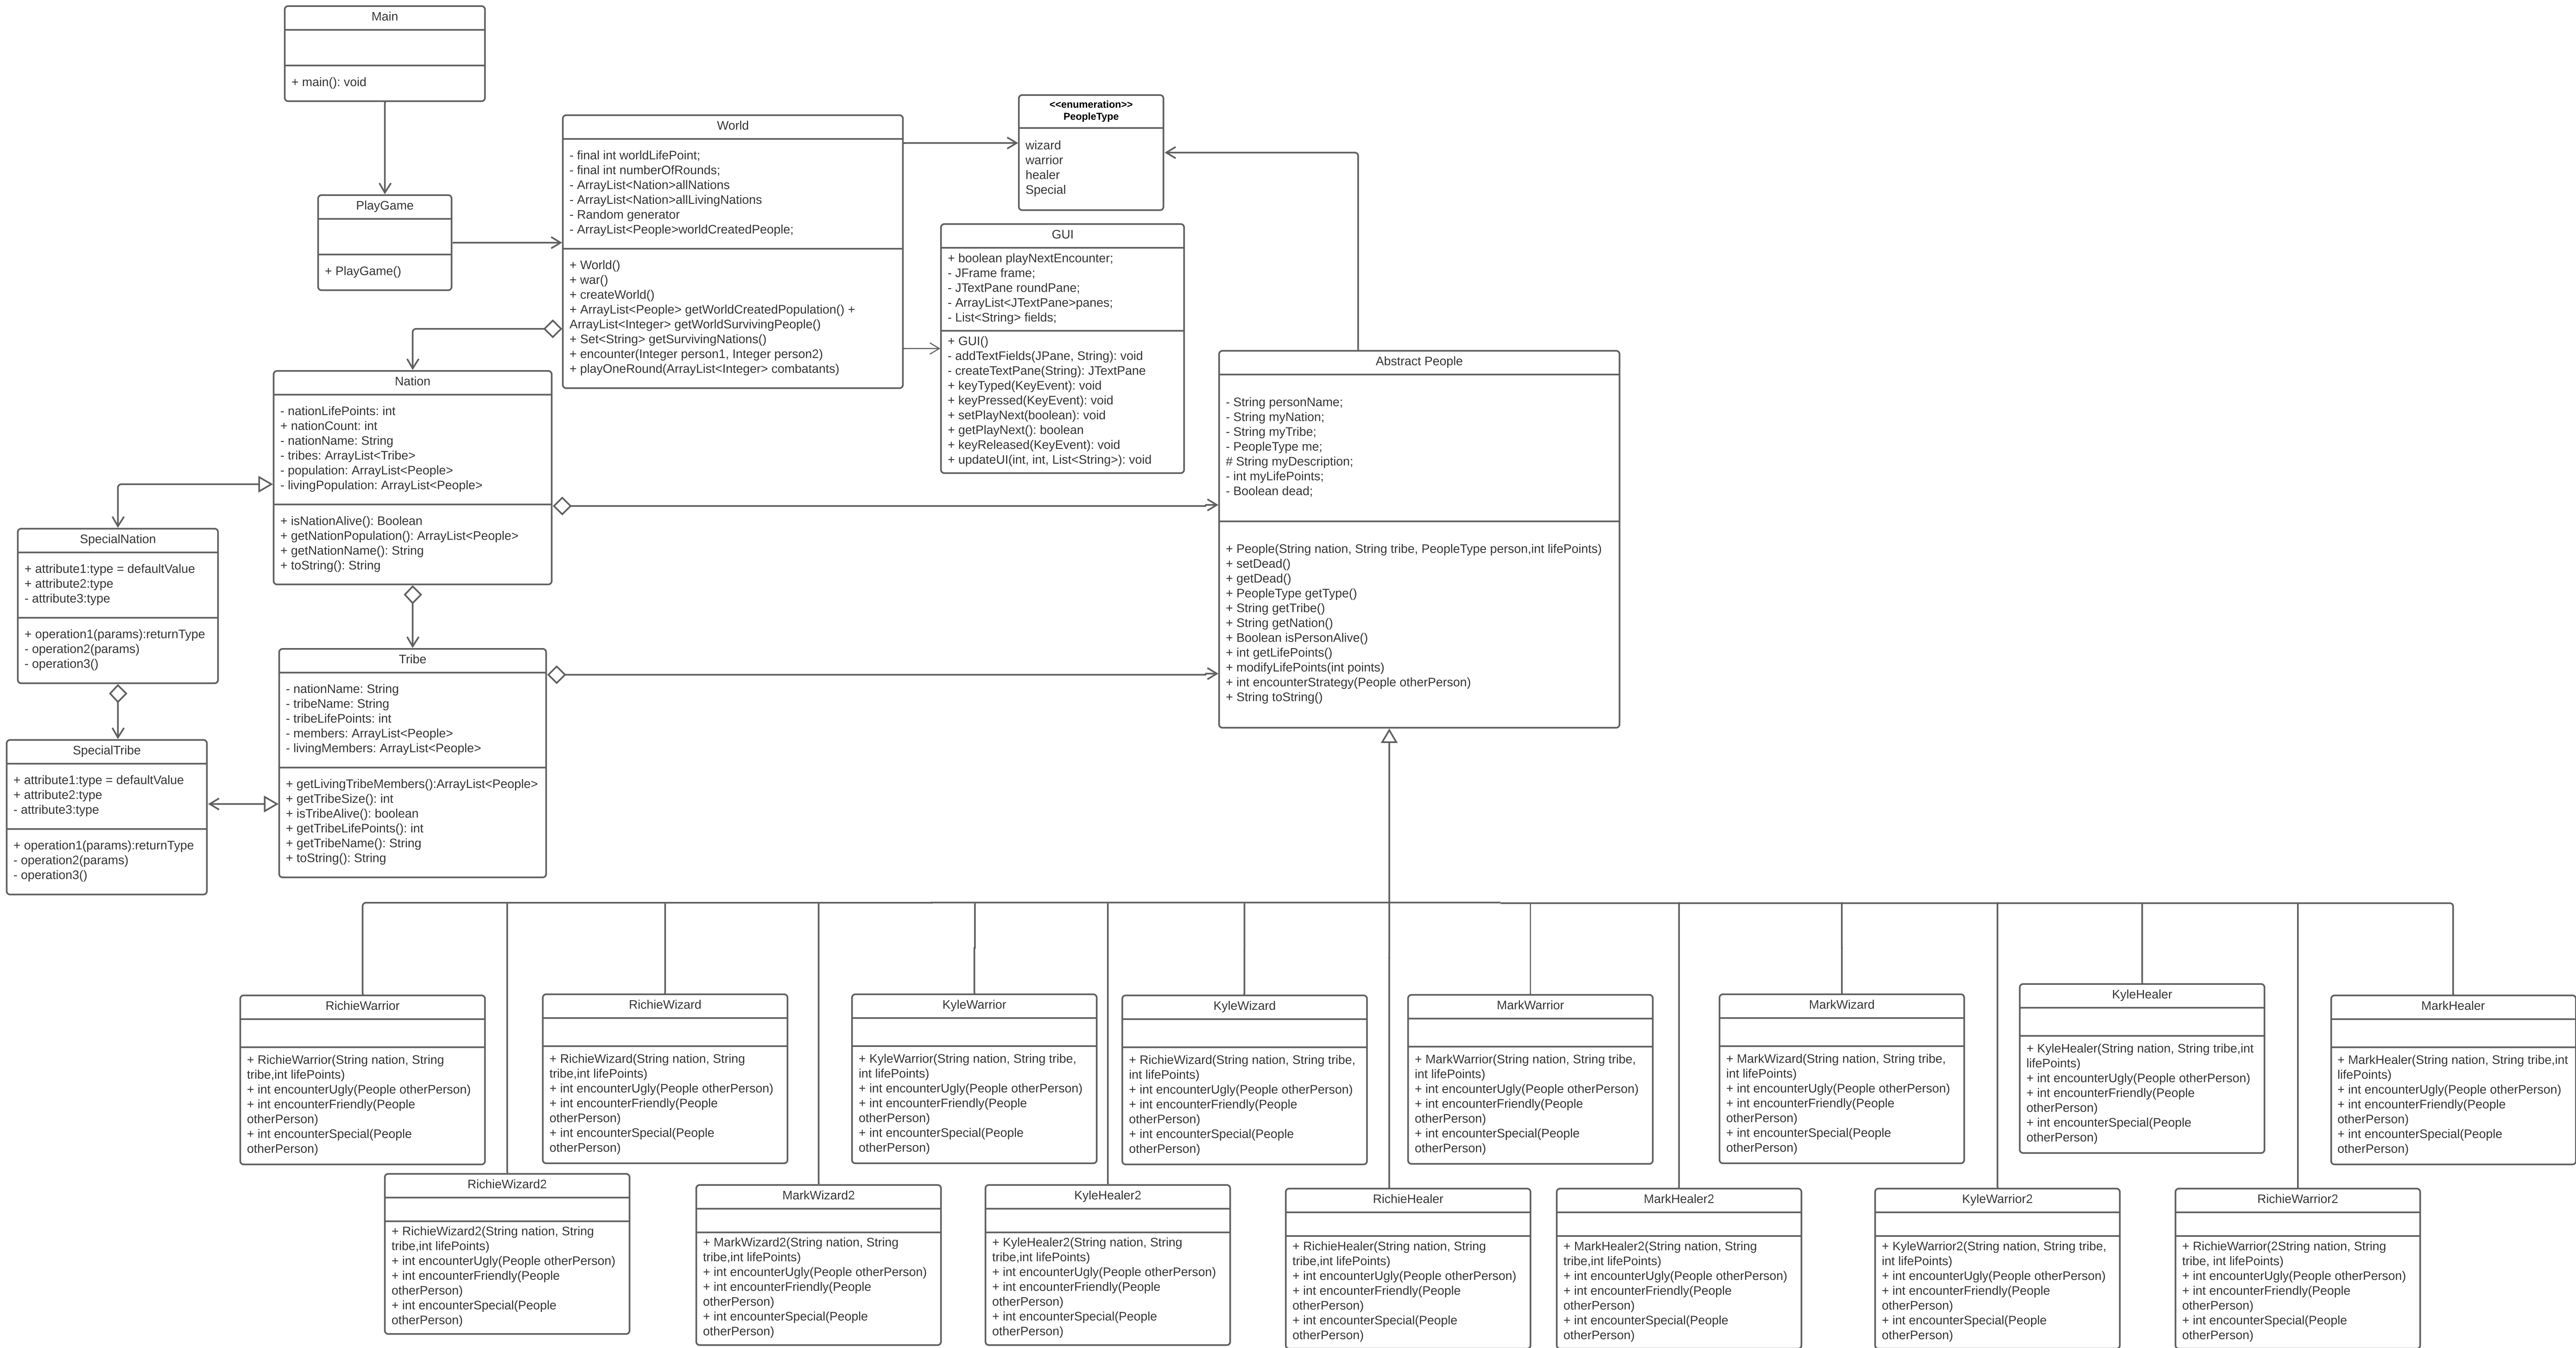 Main
+ main(): void
PlayGame
+ PlayGame()
World
- final int worldLifePoint;
- final int numberOfRounds;
- ArrayList<Nation>allNations
- ArrayList<Nation>allLivingNations
- Random generator
- ArrayList<People>worldCreatedPeople;
+ World()
+ war()
+ createWorld()
+ ArrayList<People> getWorldCreatedPopulation() +
ArrayList<Integer> getWorldSurvivingPeople()
+ Set<String> getSurvivingNations()
+ encounter(Integer person1, Integer person2)
+ playOneRound(ArrayList<Integer> combatants)
<<enumeration>>
PeopleType
wizard
warrior
healer
Special
GUI
+ boolean playNextEncounter;
- JFrame frame;
- JTextPane roundPane;
- ArrayList<JTextPane>panes;
- List<String> fields;
+ GUI()
- addTextFields(JPane, String): void
- createTextPane(String): JTextPane
+ keyTyped(KeyEvent): void
+ keyPressed(KeyEvent): void
+ setPlayNext(boolean): void
+ getPlayNext(): boolean
+ keyReleased(KeyEvent): void
+ updateUI(int, int, List<String>): void
Abstract People
- String personName;
- String myNation;
- String myTribe;
- PeopleType me;
# String myDescription;
- int myLifePoints;
- Boolean dead;
+ People(String nation, String tribe, PeopleType person,int lifePoints)
+ setDead()
+ getDead()
+ PeopleType getType()
+ String getTribe()
+ String getNation()
+ Boolean isPersonAlive()
+ int getLifePoints()
+ modifyLifePoints(int points)
+ int encounterStrategy(People otherPerson)
+ String toString()
Nation
- nationLifePoints: int
+ nationCount: int
- nationName: String
- tribes: ArrayList<Tribe>
- population: ArrayList<People>
- livingPopulation: ArrayList<People>
+ isNationAlive(): Boolean
+ getNationPopulation(): ArrayList<People>
+ getNationName(): String
+ toString(): String
SpecialNation
+ attribute1:type = defaultValue
+ attribute2:type
- attribute3:type
+ operation1(params):returnType
- operation2(params)
- operation3()
Tribe
- nationName: String
- tribeName: String
- tribeLifePoints: int
- members: ArrayList<People>
- livingMembers: ArrayList<People>
+ getLivingTribeMembers():ArrayList<People>
+ getTribeSize(): int
+ isTribeAlive(): boolean
+ getTribeLifePoints(): int
+ getTribeName(): String
+ toString(): String
SpecialTribe
+ attribute1:type = defaultValue
+ attribute2:type
- attribute3:type
+ operation1(params):returnType
- operation2(params)
- operation3()
RichieWarrior
+ RichieWarrior(String nation, String
tribe,int lifePoints)
+ int encounterUgly(People otherPerson)
+ int encounterFriendly(People
otherPerson)
+ int encounterSpecial(People
otherPerson)
RichieWizard
+ RichieWizard(String nation, String
tribe,int lifePoints)
+ int encounterUgly(People otherPerson)
+ int encounterFriendly(People
otherPerson)
+ int encounterSpecial(People
otherPerson)
KyleWarrior
+ KyleWarrior(String nation, String tribe,
int lifePoints)
+ int encounterUgly(People otherPerson)
+ int encounterFriendly(People
otherPerson)
+ int encounterSpecial(People
otherPerson)
KyleWizard
+ RichieWizard(String nation, String tribe,
int lifePoints)
+ int encounterUgly(People otherPerson)
+ int encounterFriendly(People
otherPerson)
+ int encounterSpecial(People
otherPerson)
MarkWarrior
+ MarkWarrior(String nation, String tribe,
int lifePoints)
+ int encounterUgly(People otherPerson)
+ int encounterFriendly(People
otherPerson)
+ int encounterSpecial(People
otherPerson)
MarkWizard
+ MarkWizard(String nation, String tribe,
int lifePoints)
+ int encounterUgly(People otherPerson)
+ int encounterFriendly(People
otherPerson)
+ int encounterSpecial(People
otherPerson)
KyleHealer
+ KyleHealer(String nation, String tribe,int
lifePoints)
+ int encounterUgly(People otherPerson)
+ int encounterFriendly(People
otherPerson)
+ int encounterSpecial(People
otherPerson)
MarkHealer
+ MarkHealer(String nation, String tribe,int
lifePoints)
+ int encounterUgly(People otherPerson)
+ int encounterFriendly(People
otherPerson)
+ int encounterSpecial(People
otherPerson)
RichieWizard2
+ RichieWizard2(String nation, String
tribe,int lifePoints)
+ int encounterUgly(People otherPerson)
+ int encounterFriendly(People
otherPerson)
+ int encounterSpecial(People
otherPerson)
MarkWizard2
+ MarkWizard2(String nation, String
tribe,int lifePoints)
+ int encounterUgly(People otherPerson)
+ int encounterFriendly(People
otherPerson)
+ int encounterSpecial(People
otherPerson)
KyleHealer2
+ KyleHealer2(String nation, String
tribe,int lifePoints)
+ int encounterUgly(People otherPerson)
+ int encounterFriendly(People
otherPerson)
+ int encounterSpecial(People
otherPerson)
RichieHealer
+ RichieHealer(String nation, String
tribe,int lifePoints)
+ int encounterUgly(People otherPerson)
+ int encounterFriendly(People
otherPerson)
+ int encounterSpecial(People
otherPerson)
MarkHealer2
+ MarkHealer2(String nation, String
tribe,int lifePoints)
+ int encounterUgly(People otherPerson)
+ int encounterFriendly(People
otherPerson)
+ int encounterSpecial(People
otherPerson)
KyleWarrior2
+ KyleWarrior2(String nation, String tribe,
int lifePoints)
+ int encounterUgly(People otherPerson)
+ int encounterFriendly(People
otherPerson)
+ int encounterSpecial(People
otherPerson)
RichieWarrior2
+ RichieWarrior(2String nation, String
tribe, int lifePoints)
+ int encounterUgly(People otherPerson)
+ int encounterFriendly(People
otherPerson)
+ int encounterSpecial(People
otherPerson)